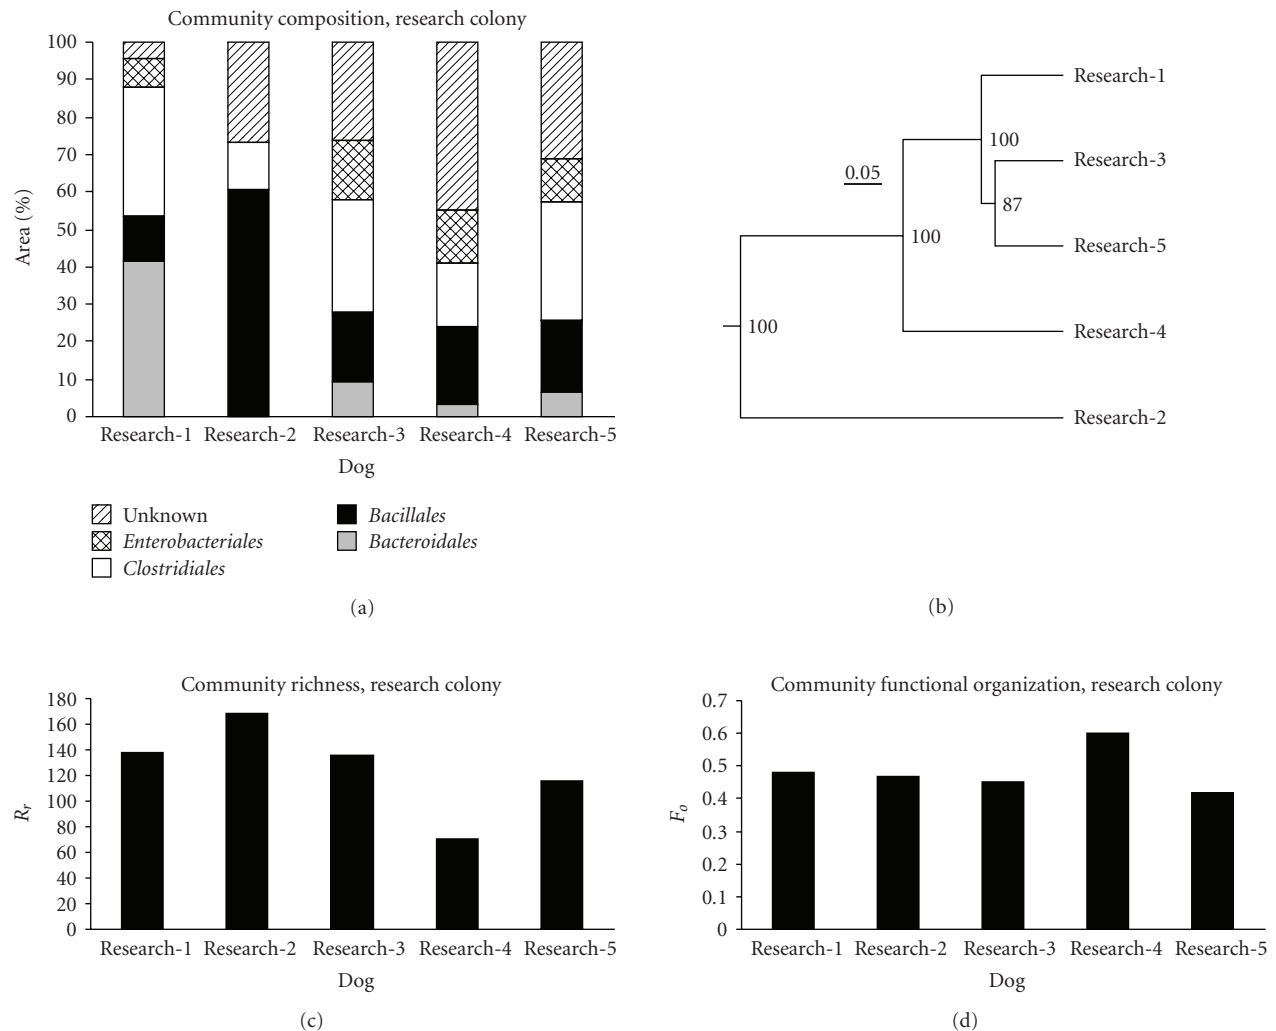 Community composition, research colony
100
90
80
70
60
50
40
30
20
10
0
Area (%)
Research-1 Research-2 Research-3 Research-4 Research-5
Dog
Unknown
Enterobacteriales
Clostridiales
Bacillales
Bacteroidales
(a)
Research-1
100
Research-3
0.05
87
100
Research-5
100
Research-4
Research-2
(b)
Community richness, research colony
180
160
140
120
100
80
60
40
20
0
Rr
Research-1 Research-2 Research-3 Research-4 Research-5
Dog
(c)
Community functional organization, research colony
0.7
0.6
0.5
0.4
0.3
0.2
0.1
0
Fo
Research-1 Research-2 Research-3 Research-4 Research-5
Dog
(d)